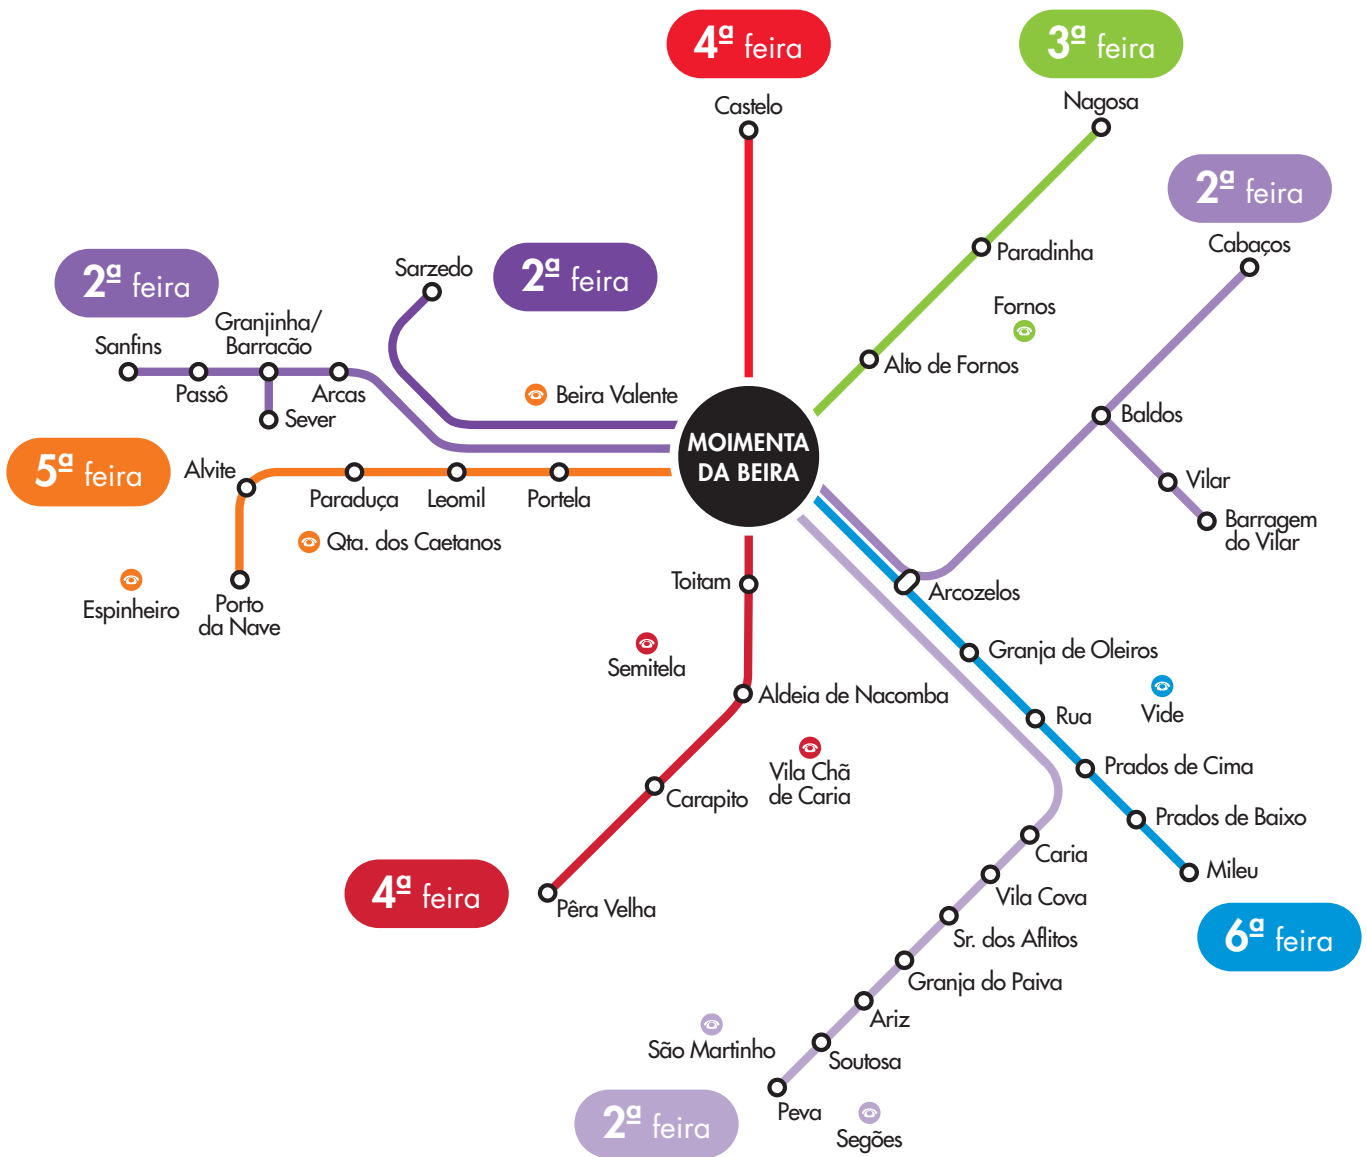 4ª feira
3ª feira
Castelo
Nagosa
2ª feira
Cabaços
Paradinha
Fornos
Alto de Fornos
2ª feira
Sarzedo
2ª feira
Granjinha/
Barracão
Sanfins
Passô
Arcas
Sever
Beira Valente
Baldos
MOIMENTA
DA BEIRA
5ª feira
Alvite
Paraduça
Leomil
Portela
Vilar
Barragem
do Vilar
Qta. dos Caetanos
Espinheiro
Porto
da Nave
Toitam
Arcozelos
Semitela
Granja de Oleiros
Aldeia de Nacomba
Rua
Vide
Vila Chã
de Caria
Carapito
Prados de Cima
Prados de Baixo
Caria
Mileu
4ª feira
Pêra Velha
Vila Cova
Sr. dos Aflitos
6ª feira
Granja do Paiva
Ariz
São Martinho
Soutosa
2ª feira
Peva
Segões